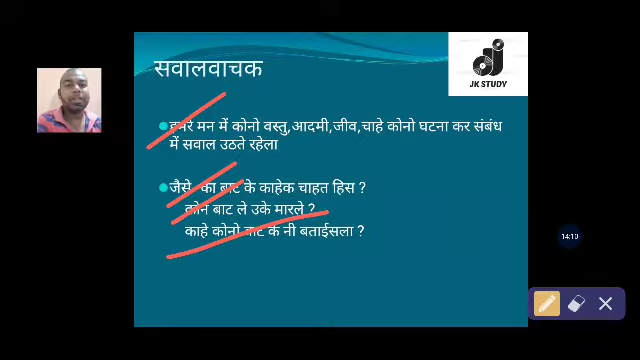 सवालवाचक
JK STUDY
हमरे मन में कोनो वस्तु,आदमी,जीव,चाहे कोनो घटना कर संबंध
में सवाल उठते रहेला
जैसे का बाट के काहेक चाहत हिस ?
कोन बाट ले उके मारले ?
काहे कोनो बाट के नी बताईसला ?
14:10